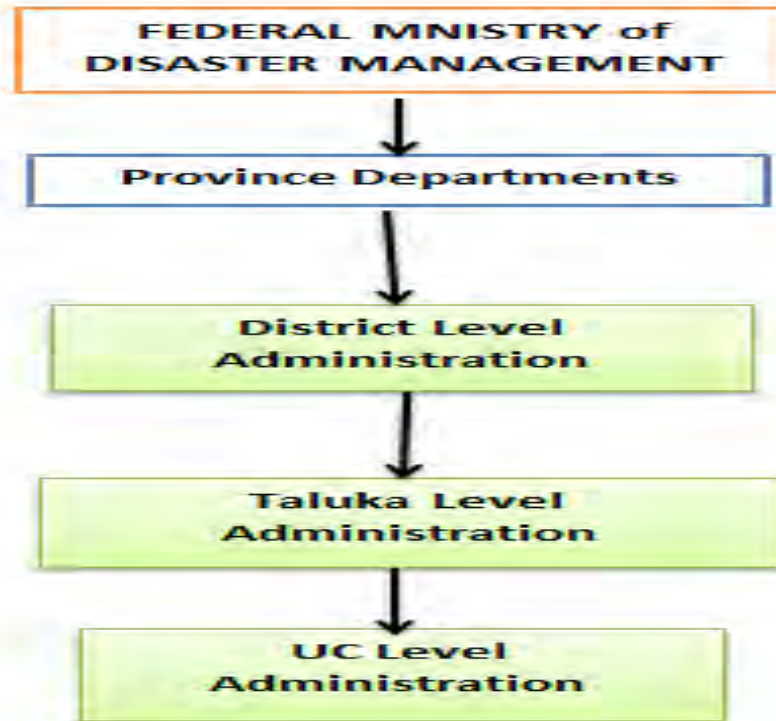 FEDERAL MNISTRY of
DISASTER MANAGEMENT
Province Departments
District Level
Administration
Taluka Level
Administration
UC Level
Administration